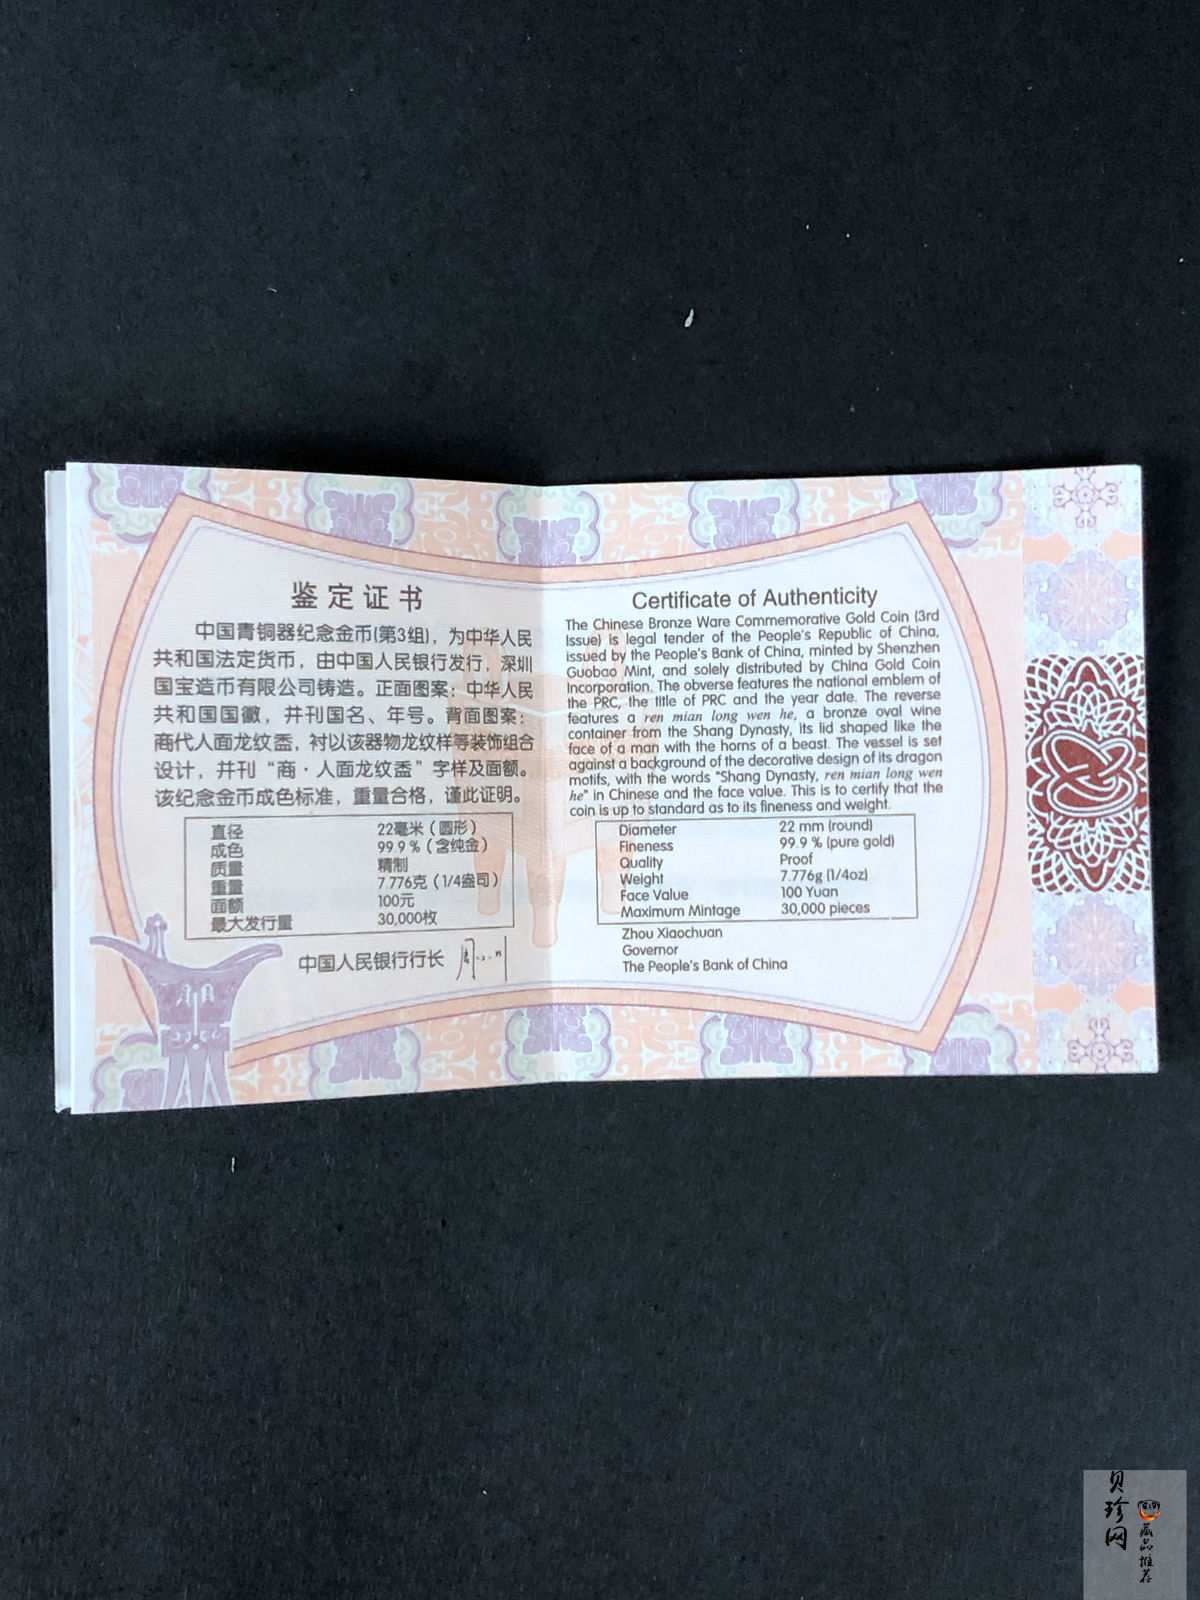 鉴定证书
中国青铜器纪念金币(第3组)，为中华人民
共和国法定货币，由中国人民银行发行，深圳
国宝造币有限公司铸造。正面图案：中华人民
共和国国徽，并刊国名、年号。背面图案：
商代人面龙纹盉，衬以该器物龙纹样等装饰组合
设计，并刊“商·人面龙纹盉”字样及面额。
该纪念金币成色标准，重量合格，谨此证明。
直径 22毫米（圆形）
成色 99.9％（含纯金）
质量 精制
重量 7.776克（1/4盎司）
面额 100元
最大发行量 30,000枚
中国人民银行行长
Certificate of Authenticity
The Chinese Bronze Ware Commemorative Gold Coin (3rd
Issue) is legal tender of the People's Republic of China,
issued by the People's Bank of China, minted by Shenzhen
Guobao Mint, and solely distributed by China Gold Coin
Incorporation. The obverse features the national emblem of
the PRC, the title of PRC and the year date. The reverse
features a ren mian long wen he, a bronze oval wine
container from the Shang Dynasty, its lid shaped like the
face of a man with the horns of a beast. The vessel is set
against a background of the decorative design of its dragon
motifs, with the words "Shang Dynasty, ren mian long wen
he" in Chinese and the face value. This is to certify that the
coin is up to standard as to its fineness and weight.
Diameter 22 mm (round)
Fineness 99.9 % (pure gold)
Quality Proof
Weight 7.776g (1/4oz)
Face Value 100 Yuan
Maximum Mintage 30,000 pieces
Zhou Xiaochuan
Governor
The People's Bank of China
贝珍网
藏品推荐